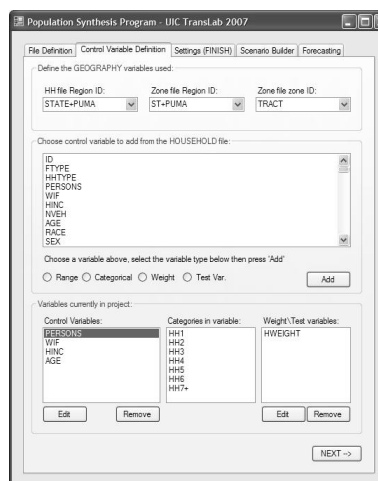 Population Synthesis Program - UIC TransLab 2007
File Definition Control Variable Definition Settings (FINISH) Scenario Builder Forecasting
Define the GEOGRAPHY variables used:
HH file Region ID: Zone file Region ID: Zone file zone ID:
STATE+PUMA ST+PUMA TRACT
Choose control variable to add from the HOUSEHOLD file:
ID
FTYPE
HHTYPE
PERSONS
WIF
HINC
NVEH
AGE
RACE
SEX
Choose a variable above, select the variable type below then press 'Add'
Range Categorical Weight Test Var. Add
Variables currently in project:
Control Variables: Categories in variable: Weight\Test variables:
PERSONS HH1 HWEIGHT
WIF HH2
HINC HH3
AGE HH4
HH5
HH6
HH7+
Edit Remove Edit Remove
NEXT -->